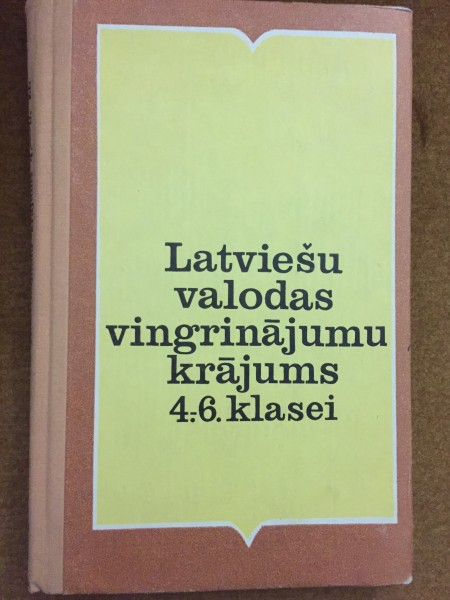 Latviešu
valodas
vingrinājumu
krājums
4.-6. klasei